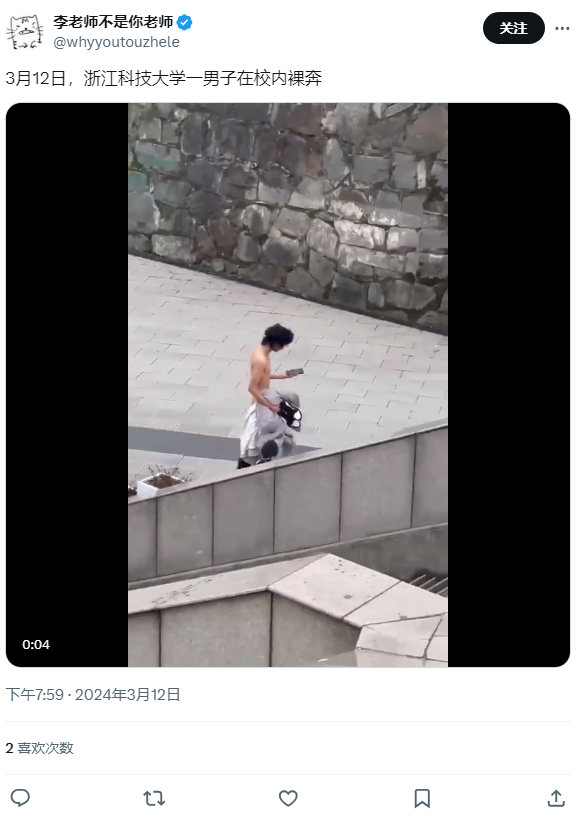 李老师不是你老师
关注
@whyyoutouzhele
3月12日，浙江科技大学一男子在校内裸奔
0:04
下午7:59 · 2024年3月12日
2 喜欢次数